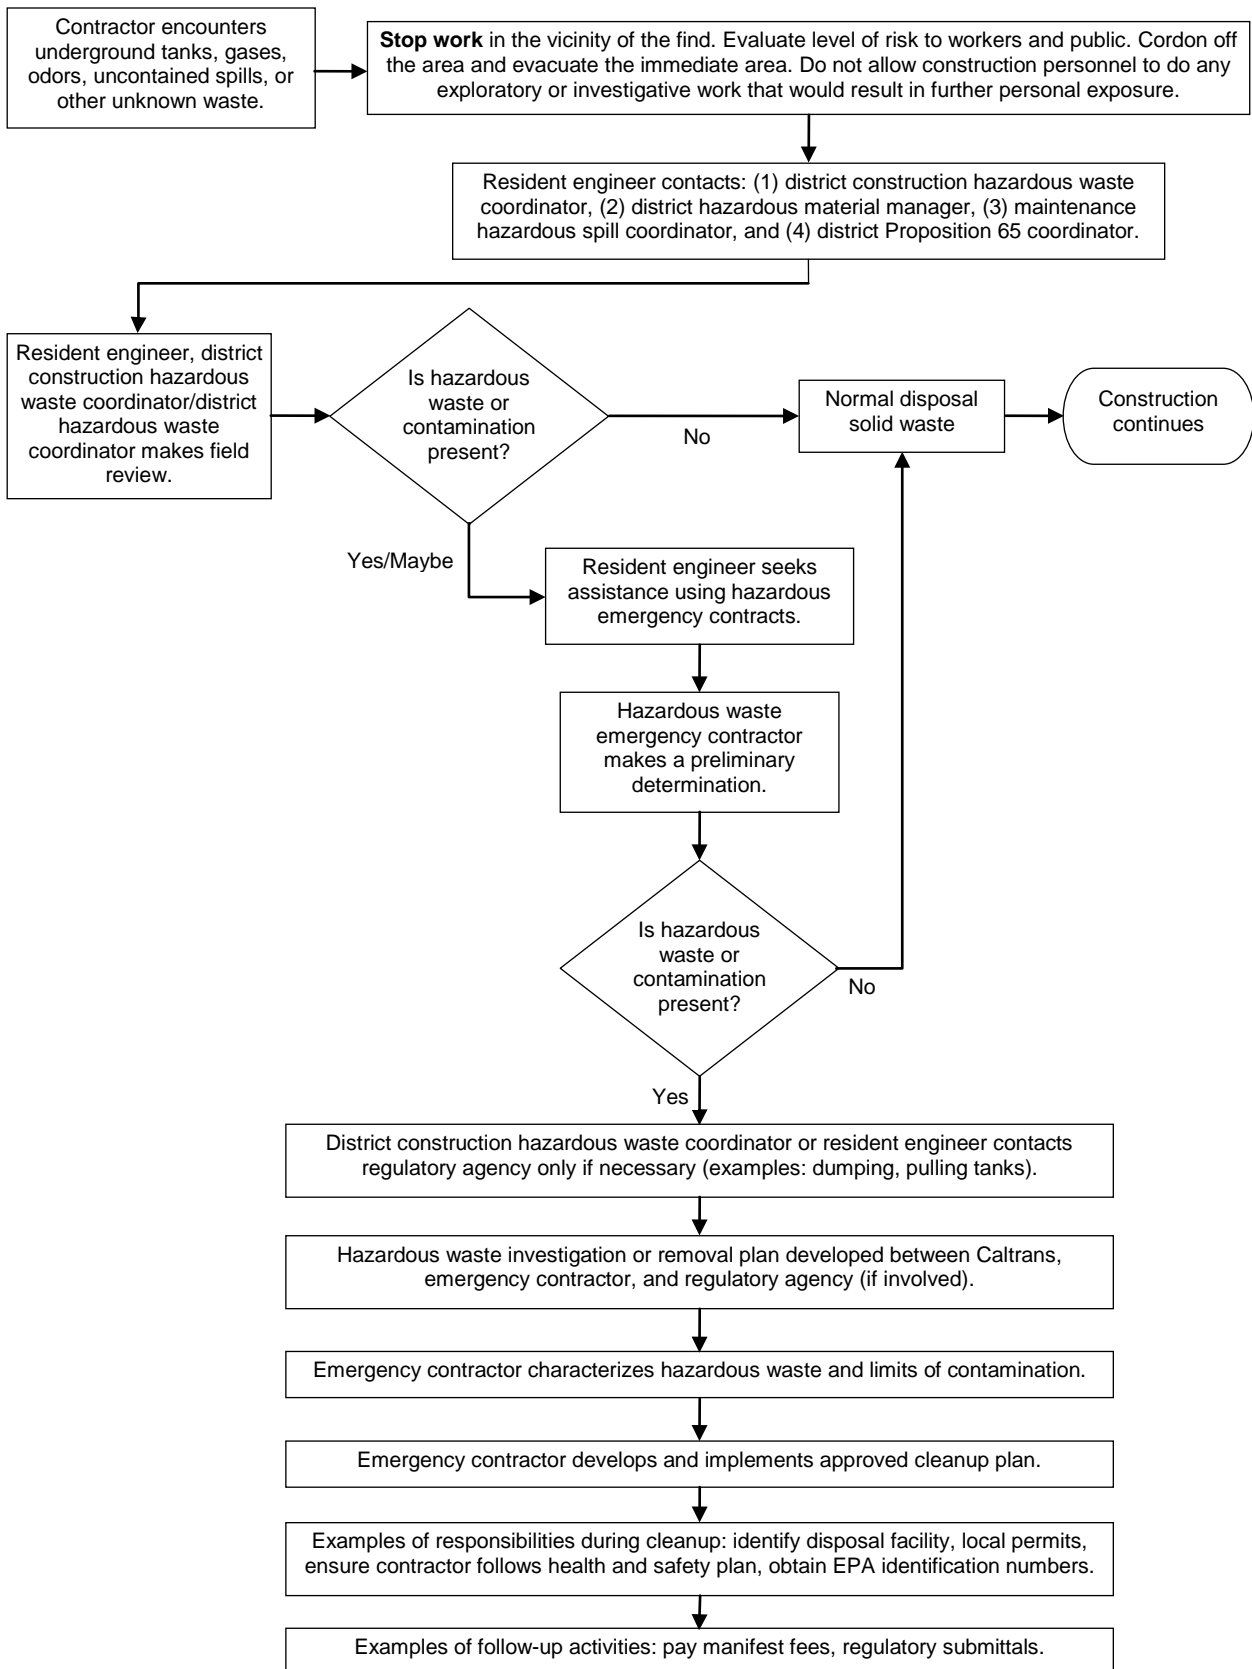 Contractor encounters
underground tanks, gases,
odors, uncontained spills, or
other unknown waste.
Stop work in the vicinity of the find. Evaluate level of risk to workers and public. Cordon off
the area and evacuate the immediate area. Do not allow construction personnel to do any
exploratory or investigative work that would result in further personal exposure.
Resident engineer contacts: (1) district construction hazardous waste
coordinator, (2) district hazardous material manager, (3) maintenance
hazardous spill coordinator, and (4) district Proposition 65 coordinator.
Resident engineer, district
construction hazardous
waste coordinator/district
hazardous waste
coordinator makes field
review.
Is hazardous
waste or
contamination
present?
No
Normal disposal
solid waste
Construction
continues
Yes/Maybe
Resident engineer seeks
assistance using hazardous
emergency contracts.
Hazardous waste
emergency contractor
makes a preliminary
determination.
Is hazardous
waste or
contamination
present?
No
Yes
District construction hazardous waste coordinator or resident engineer contacts
regulatory agency only if necessary (examples: dumping, pulling tanks).
Hazardous waste investigation or removal plan developed between Caltrans,
emergency contractor, and regulatory agency (if involved).
Emergency contractor characterizes hazardous waste and limits of contamination.
Emergency contractor develops and implements approved cleanup plan.
Examples of responsibilities during cleanup: identify disposal facility, local permits,
ensure contractor follows health and safety plan, obtain EPA identification numbers.
Examples of follow-up activities: pay manifest fees, regulatory submittals.